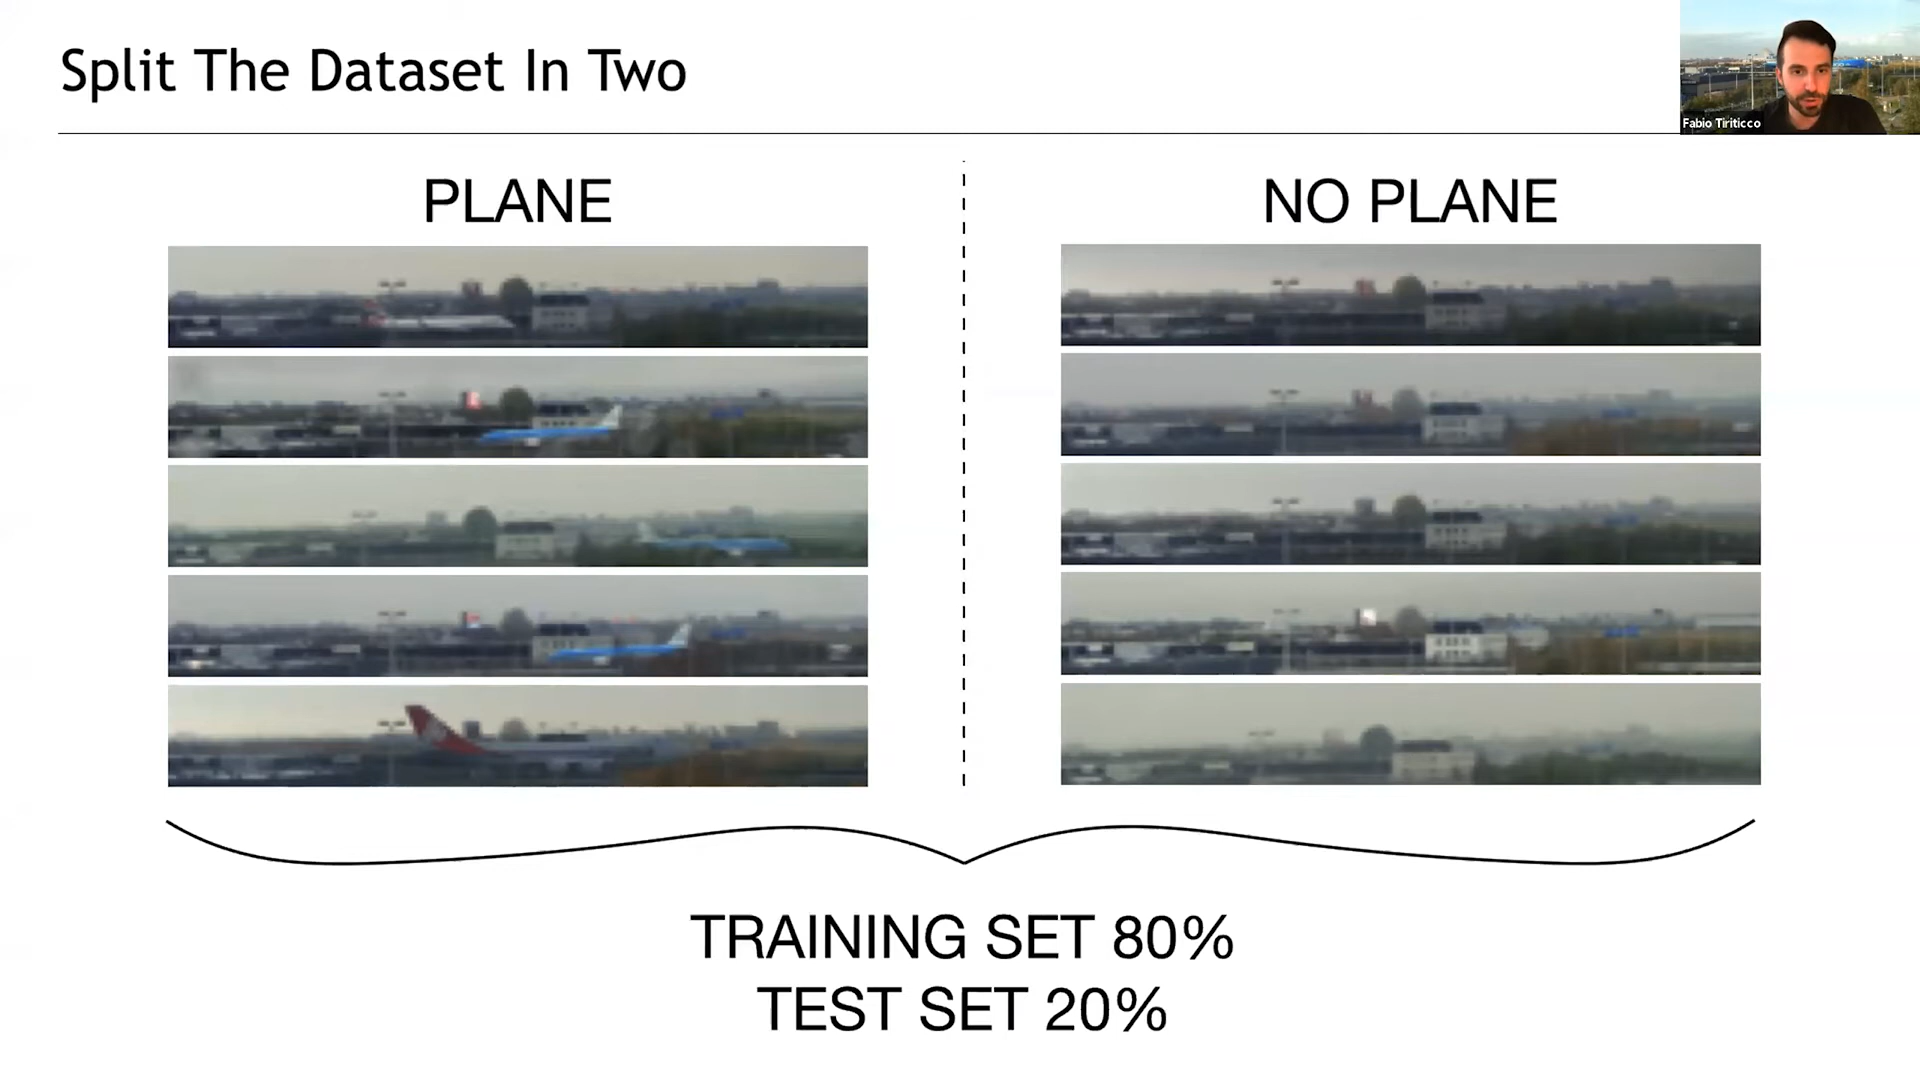 Split The Dataset In Two
Fabio Tiriticco
PLANE
NO PLANE
TRAINING SET 80%
TEST SET 20%